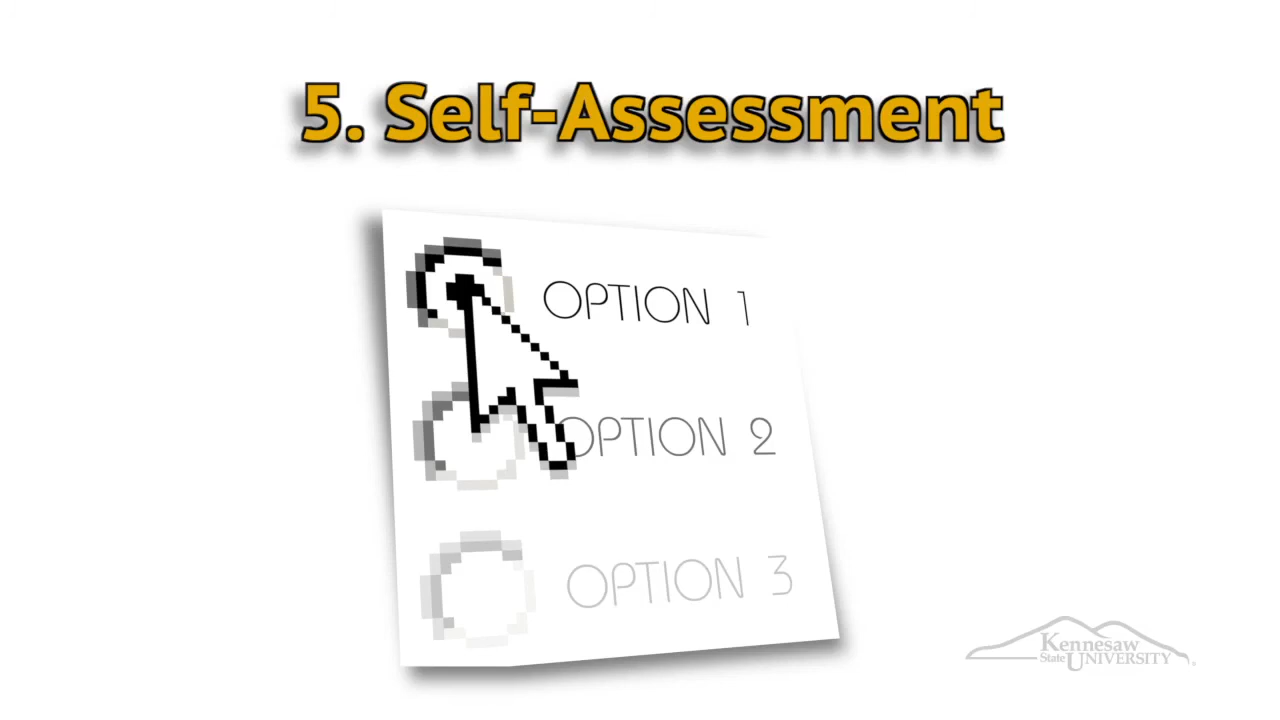 5. Self-Assessment
OPTION 1
OPTION 2
OPTION 3
Kennesaw
State UNIVERSITY